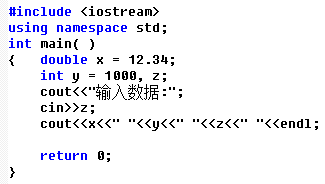 #include <iostream>
using namespace std;
int main( )
{   double x = 12.34;
    int y = 1000, z;
    cout<<"输入数据:";
    cin>>z;
    cout<<x<<" "<<y<<" "<<z<<" "<<endl;
    return 0;
}